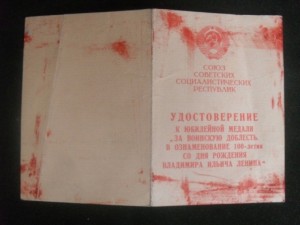 СОЮЗ
СОВЕТСКИХ
СОЦИАЛИСТИЧЕСКИХ
РЕСПУБЛИК
УДОСТОВЕРЕНИЕ
К ЮБИЛЕЙНОЙ МЕДАЛИ
„ЗА ВОИНСКУЮ ДОБЛЕСТЬ
В ОЗНАМЕНОВАНИЕ 100-летия
СО ДНЯ РОЖДЕНИЯ
ВЛАДИМИРА ИЛЬИЧА ЛЕНИНА“